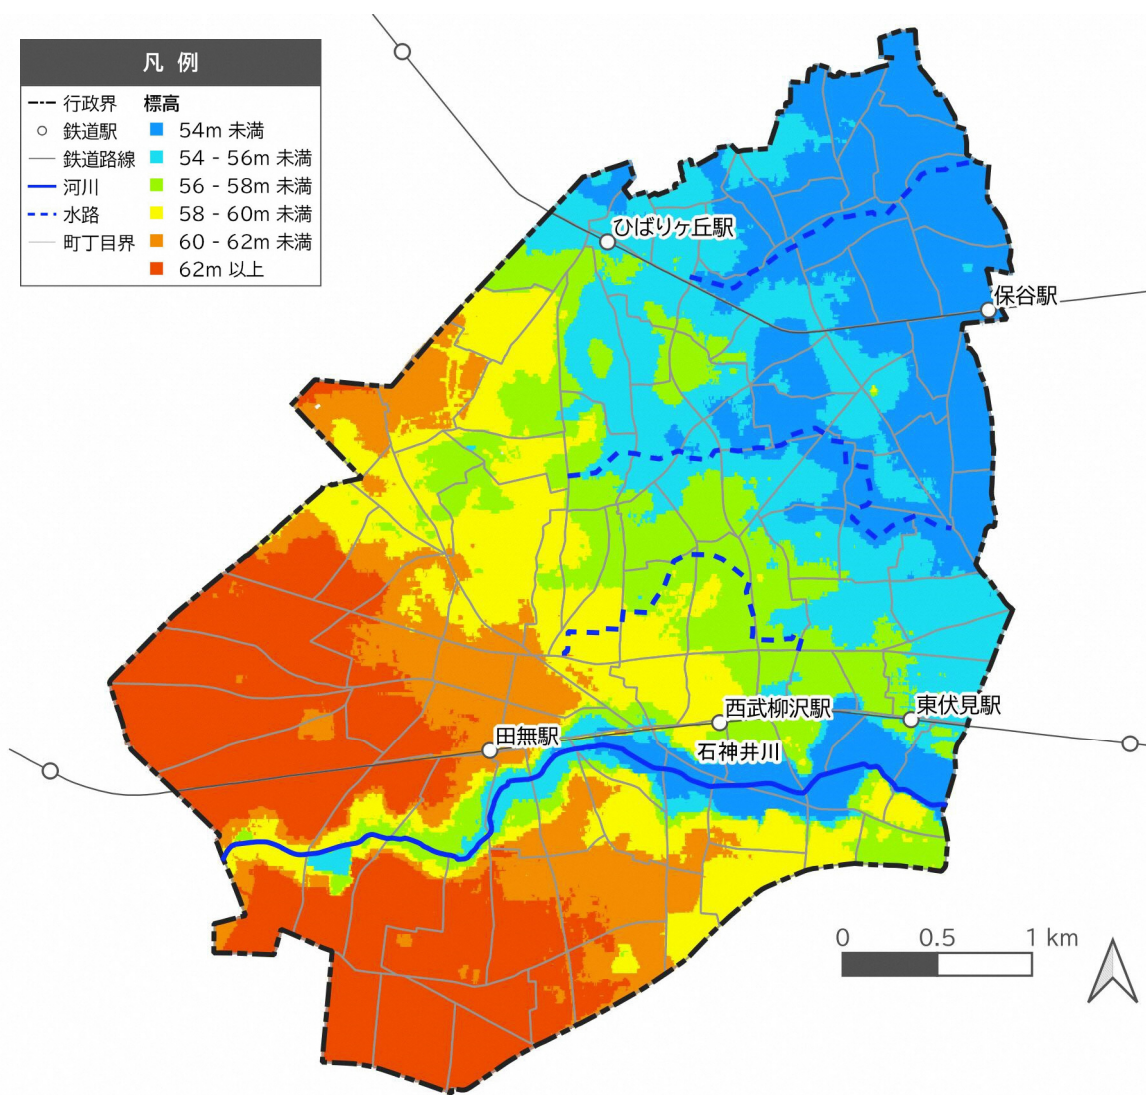 凡 例
行政界
鉄道駅
鉄道路線
河川
水路
町丁目界
標高
54m 未満
54 - 56m 未満
56 - 58m 未満
58 - 60m 未満
60 - 62m 未満
62m 以上
ひばりヶ丘駅
保谷駅
西武柳沢駅
東伏見駅
田無駅
石神井川
0 0.5 1 km